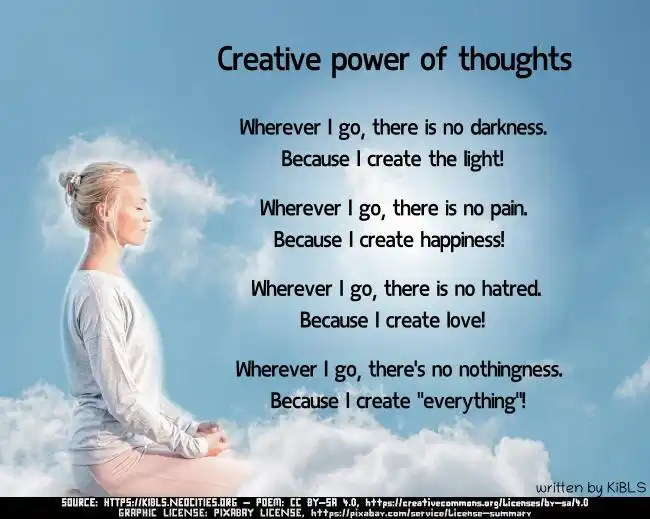 Creative power of thoughts
Wherever I go, there is no darkness.
Because I create the light!
Wherever I go, there is no pain.
Because I create happiness!
Wherever I go, there is no hatred.
Because I create love!
Wherever I go, there's no nothingness.
Because I create "everything"!
written by KiBLS
SOURCE: HTTPS://KIBLS.NEOCITIES.ORG – POEM: CC BY-SA 4.0, https://creativecommons.org/licenses/by-sa/4.0
GRAPHIC LICENSE: PIXABAY LICENSE, https://pixabay.com/service/License-summary